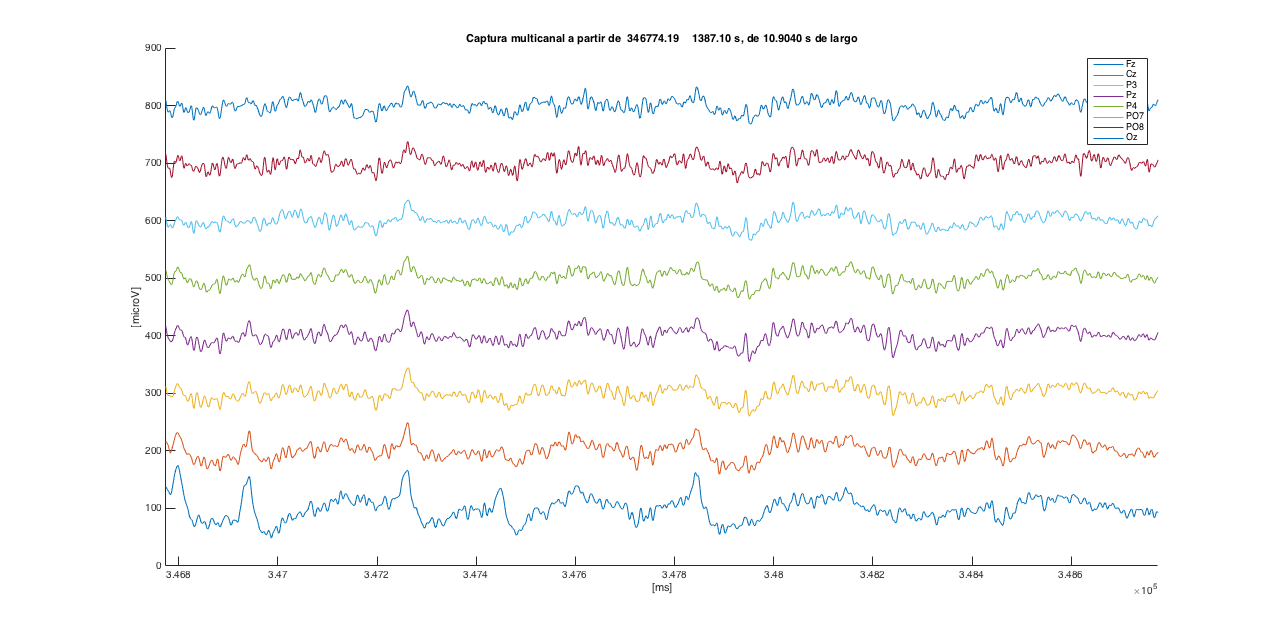 Captura multicanal a partir de 346774.19 1387.10 s, de 10.9040 s de largo
900
800
700
600
500
400
300
200
100
0
[microV]
Fz
Cz
P3
Pz
P4
PO7
PO8
Oz
3.468 3.47 3.472 3.474 3.476 3.478 3.48 3.482 3.484 3.486
[ms]
×10⁵